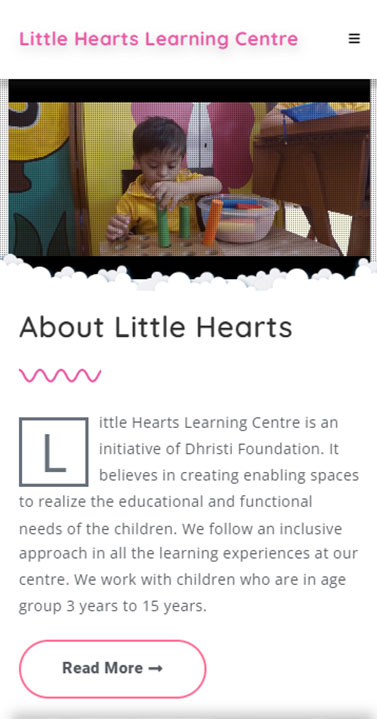 Little Hearts Learning Centre
About Little Hearts
Little Hearts Learning Centre is an
initiative of Dhristi Foundation. It
believes in creating enabling spaces
to realize the educational and functional
needs of the children. We follow an inclusive
approach in all the learning experiences at our
centre. We work with children who are in age
group 3 years to 15 years.
Read More →